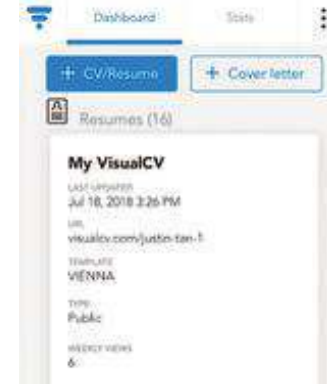 Dashboard
Stats
+ CV/Resume
+ Cover letter
Resumes (16)
My VisualCV
LAST UPDATED
Jul 18, 2018 3:26 PM
URL
visualcv.com/justin-tan-1
TEMPLATE
VIENNA
TYPE
Public
WEEKLY VIEWS
6